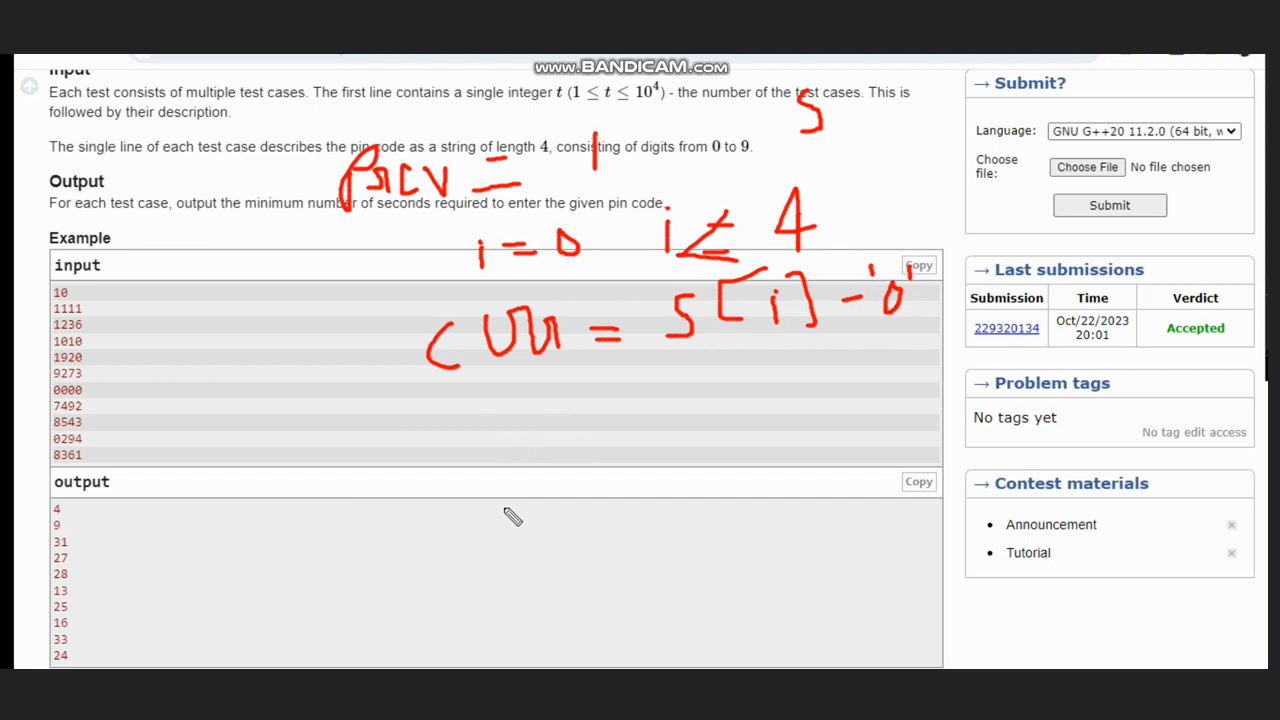 www.BANDICAM.com
Input
Each test consists of multiple test cases. The first line contains a single integer t (1 ≤ t ≤ 10^4) - the number of the test cases. This is
followed by their description.
The single line of each test case describes the pin code as a string of length 4, consisting of digits from 0 to 9.
Output
For each test case, output the minimum number of seconds required to enter the given pin code.
Example
input
Copy
10
1111
1236
1010
1920
9273
0000
7492
8543
0294
8361
output
Copy
4
9
31
27
28
13
25
16
33
24
S
prev = 1
i = 0 i ≤ 4
curr = s[i] - '0'
→ Submit?
Language: GNU G++20 11.2.0 (64 bit, w
Choose file: Choose File No file chosen
Submit
→ Last submissions
Submission Time Verdict
229320134 Oct/22/2023 20:01 Accepted
→ Problem tags
No tags yet
No tag edit access
→ Contest materials
Announcement
Tutorial